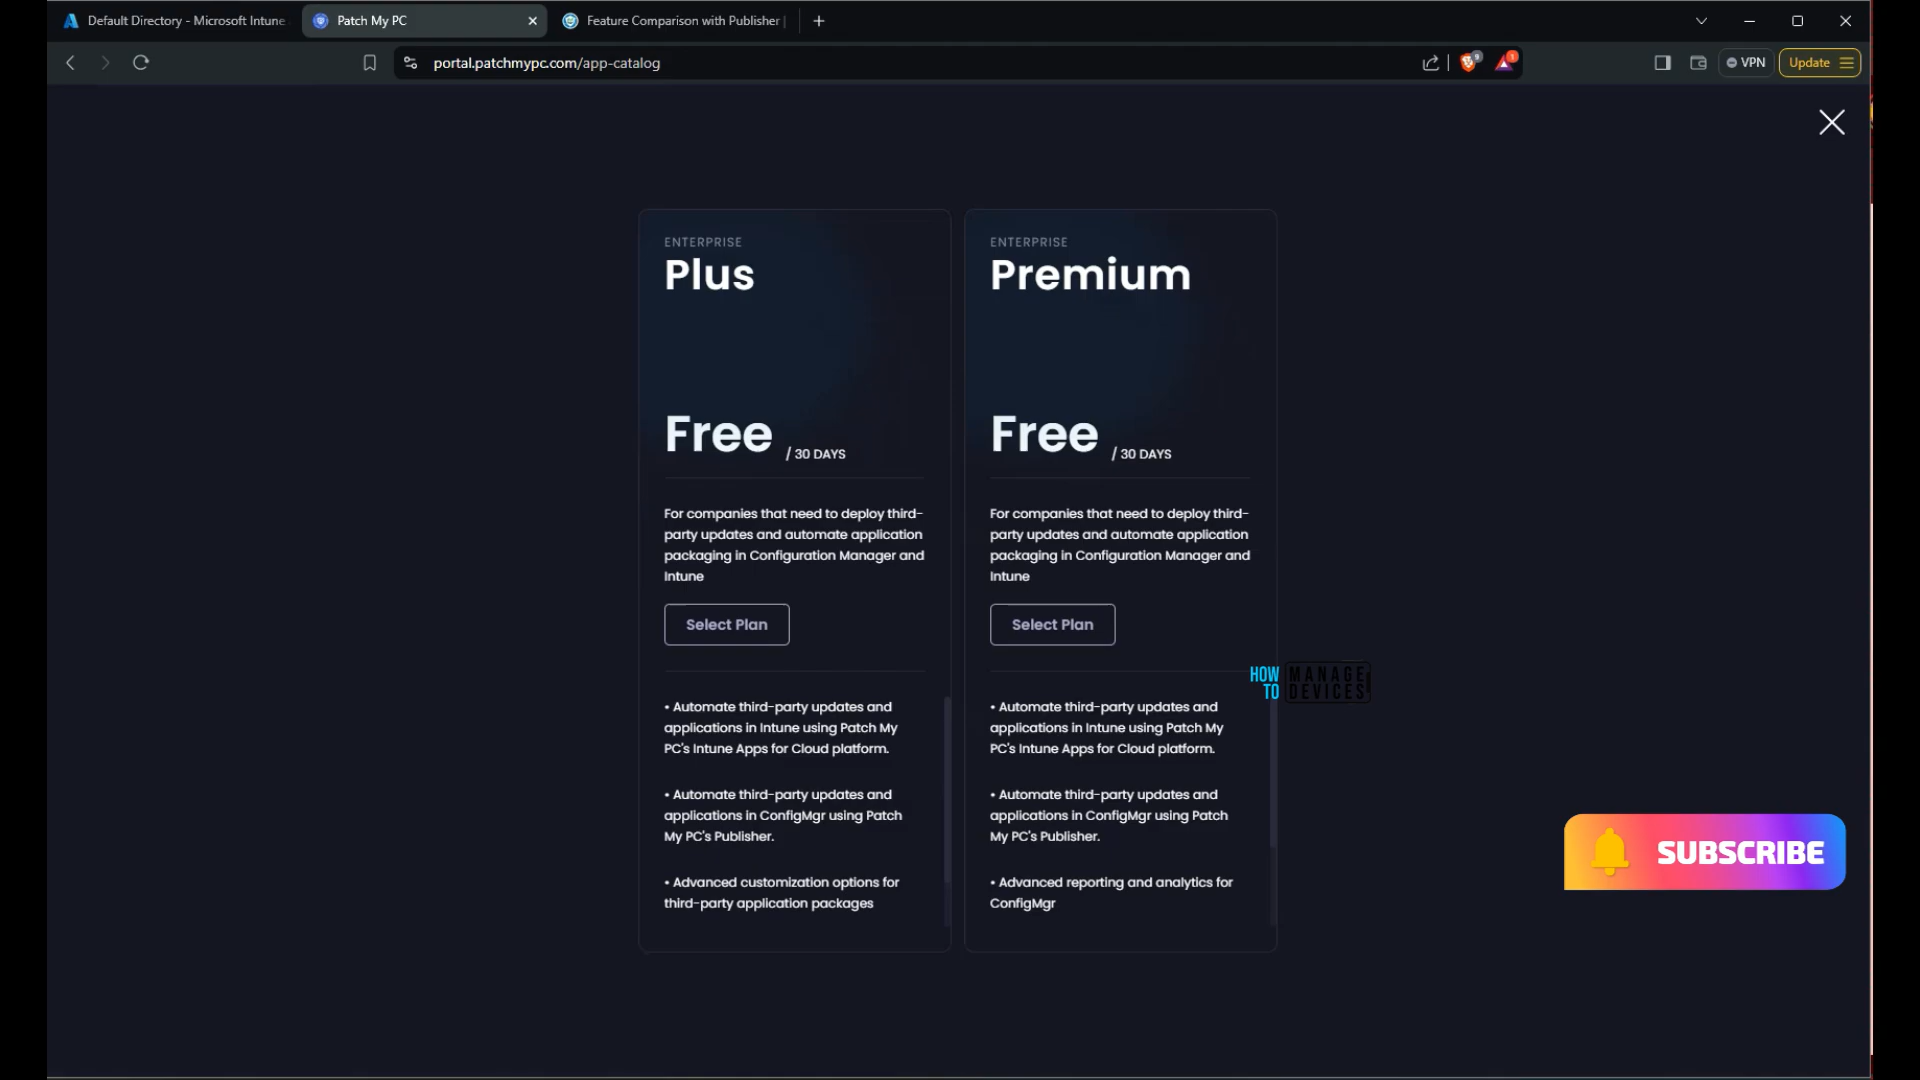 Default Directory - Microsoft Intune
Patch My PC
Feature Comparison with Publisher |
portal.patchmypc.com/app-catalog
9
1
VPN
Update
ENTERPRISE
Plus
Free / 30 DAYS
For companies that need to deploy third-
party updates and automate application
packaging in Configuration Manager and
Intune
Select Plan
• Automate third-party updates and
applications in Intune using Patch My
PC's Intune Apps for Cloud platform.
• Automate third-party updates and
applications in ConfigMgr using Patch
My PC's Publisher.
• Advanced customization options for
third-party application packages
ENTERPRISE
Premium
Free / 30 DAYS
For companies that need to deploy third-
party updates and automate application
packaging in Configuration Manager and
Intune
Select Plan
• Automate third-party updates and
applications in Intune using Patch My
PC's Intune Apps for Cloud platform.
• Automate third-party updates and
applications in ConfigMgr using Patch
My PC's Publisher.
• Advanced reporting and analytics for
ConfigMgr
HOW TO
MANAGE DEVICES
SUBSCRIBE